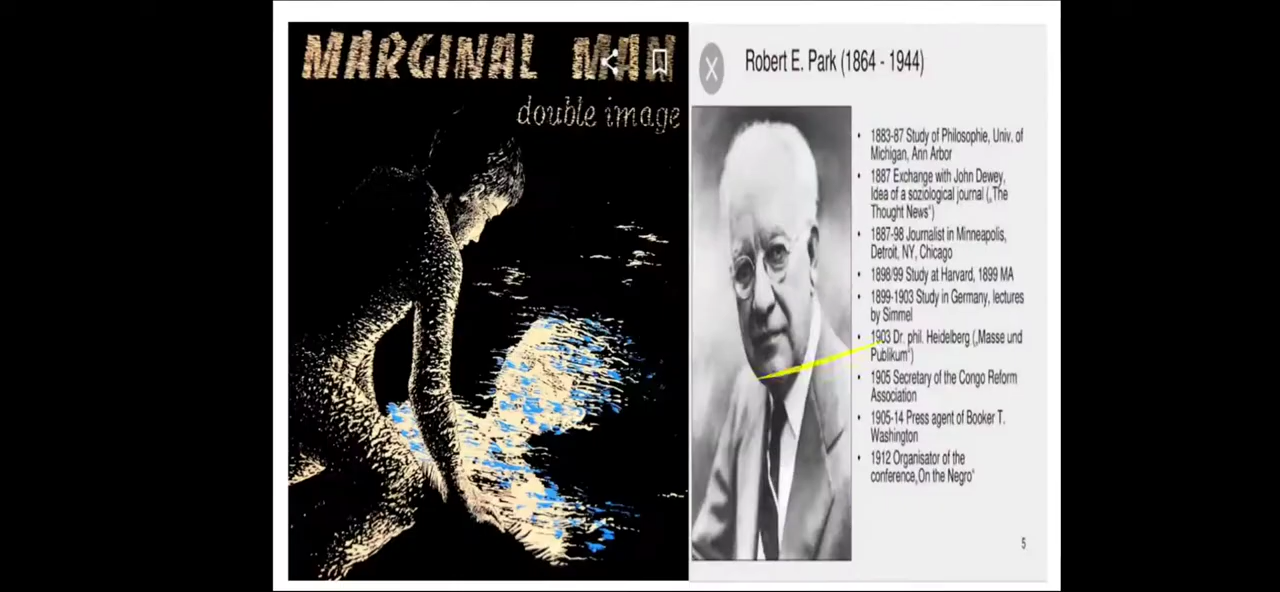 MARGINAL MAN
double image
Robert E. Park (1864 - 1944)
• 1883-87 Study of Philosophie, Univ. of
Michigan, Ann Arbor
• 1887 Exchange with John Dewey,
Idea of a soziological journal („The
Thought News“)
• 1887-98 Journalist in Minneapolis,
Detroit, NY, Chicago
• 1898/99 Study at Harvard, 1899 MA
• 1899-1903 Study in Germany, lectures
by Simmel
• 1903 Dr. phil. Heidelberg („Masse und
Publikum“)
• 1905 Secretary of the Congo Reform
Association
• 1905-14 Press agent of Booker T.
Washington
• 1912 Organisator of the
conference„On the Negro“
5